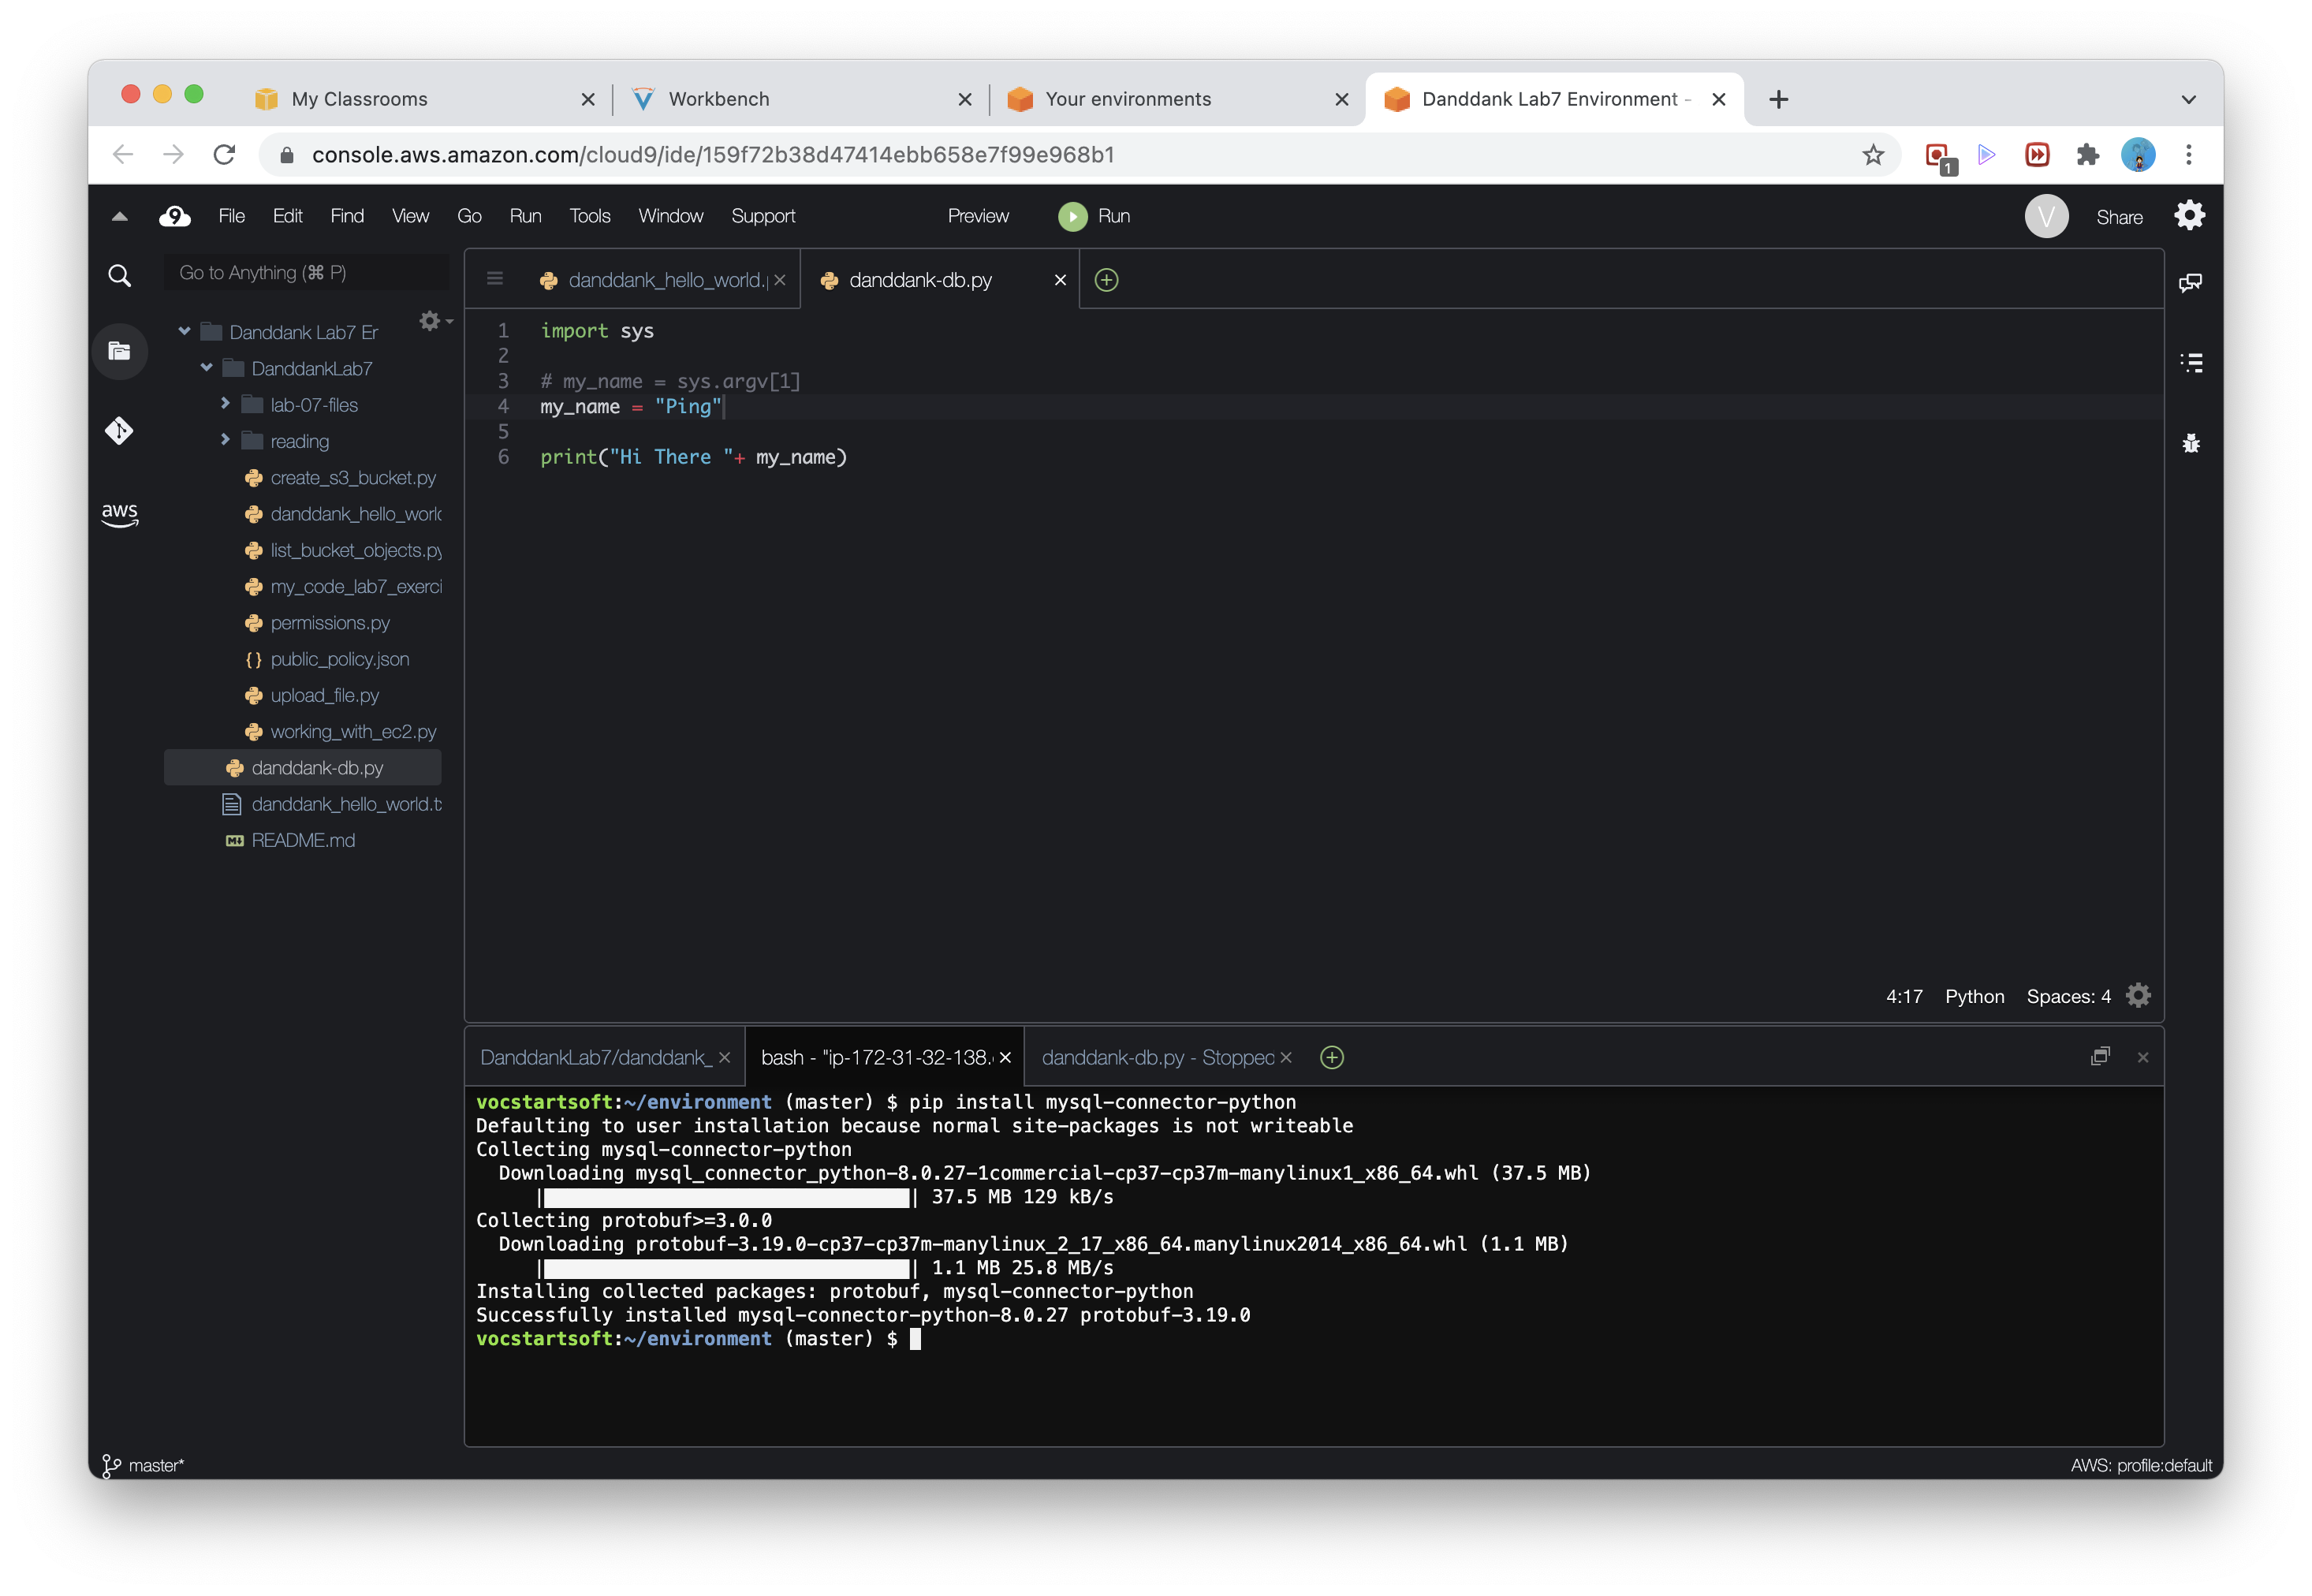 My Classrooms
Workbench
Your environments
Danddank Lab7 Environment -
console.aws.amazon.com/cloud9/ide/159f72b38d47414ebb658e7f99e968b1
1
9 File Edit Find View Go Run Tools Window Support Preview Run V Share
Go to Anything (⌘ P)
Danddank Lab7 Er
DanddankLab7
lab-07-files
reading
create_s3_bucket.py
danddank_hello_world
list_bucket_objects.py
my_code_lab7_exerci
permissions.py
{} public_policy.json
upload_file.py
working_with_ec2.py
danddank-db.py
danddank_hello_world.tx
README.md
aws
danddank_hello_world.p
danddank-db.py
1 import sys
2
3 # my_name = sys.argv[1]
4 my_name = "Ping"
5
6 print("Hi There "+ my_name)
4:17 Python Spaces: 4
DanddankLab7/danddank_
bash - "ip-172-31-32-138.
danddank-db.py - Stopped
vocstartsoft:~/environment (master) $ pip install mysql-connector-python
Defaulting to user installation because normal site-packages is not writeable
Collecting mysql-connector-python
  Downloading mysql_connector_python-8.0.27-1commercial-cp37-cp37m-manylinux1_x86_64.whl (37.5 MB)
| | 37.5 MB 129 kB/s
Collecting protobuf>=3.0.0
  Downloading protobuf-3.19.0-cp37-cp37m-manylinux_2_17_x86_64.manylinux2014_x86_64.whl (1.1 MB)
| | 1.1 MB 25.8 MB/s
Installing collected packages: protobuf, mysql-connector-python
Successfully installed mysql-connector-python-8.0.27 protobuf-3.19.0
vocstartsoft:~/environment (master) $
master*
AWS: profile:default